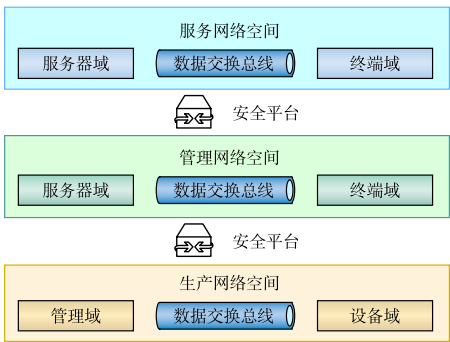 服务网络空间
服务器域 数据交换总线 终端域
安全平台
管理网络空间
服务器域 数据交换总线 终端域
安全平台
生产网络空间
管理域 数据交换总线 设备域